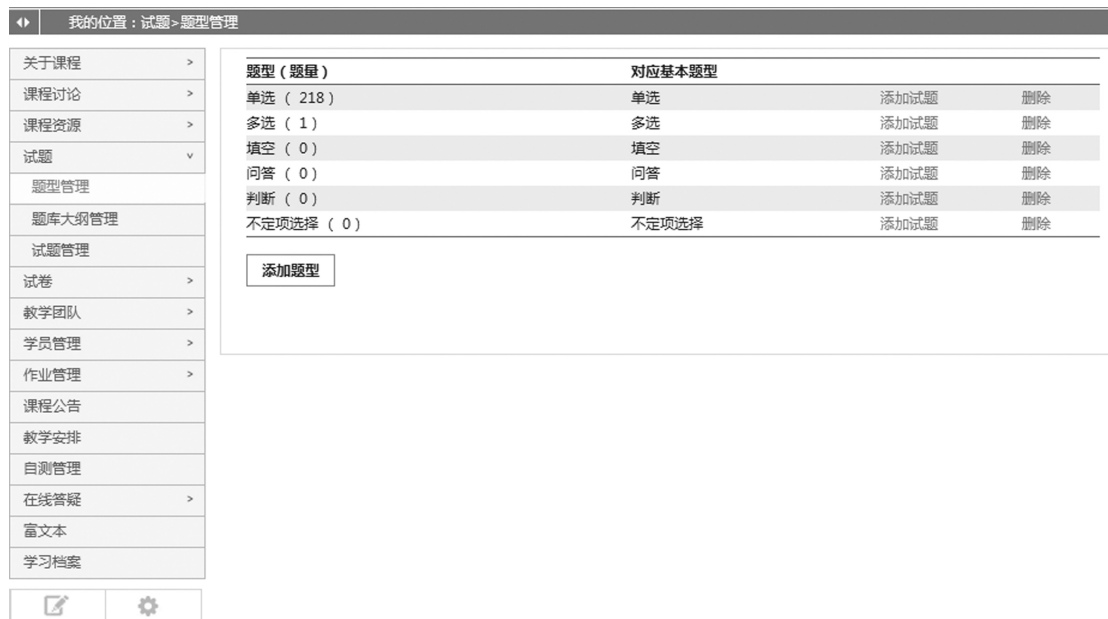 我的位置：试题>题型管理
关于课程 >
课程讨论 >
课程资源 >
试题 ∨
题型管理
题库大纲管理
试题管理
试卷 >
教学团队 >
学员管理 >
作业管理 >
课程公告
教学安排
自测管理
在线答疑 >
富文本
学习档案
题型（题量） 对应基本题型
单选 （ 218） 单选 添加试题 删除
多选 （ 1） 多选 添加试题 删除
填空 （ 0） 填空 添加试题 删除
问答 （ 0） 问答 添加试题 删除
判断 （ 0） 判断 添加试题 删除
不定项选择 （ 0） 不定项选择 添加试题 删除
添加题型